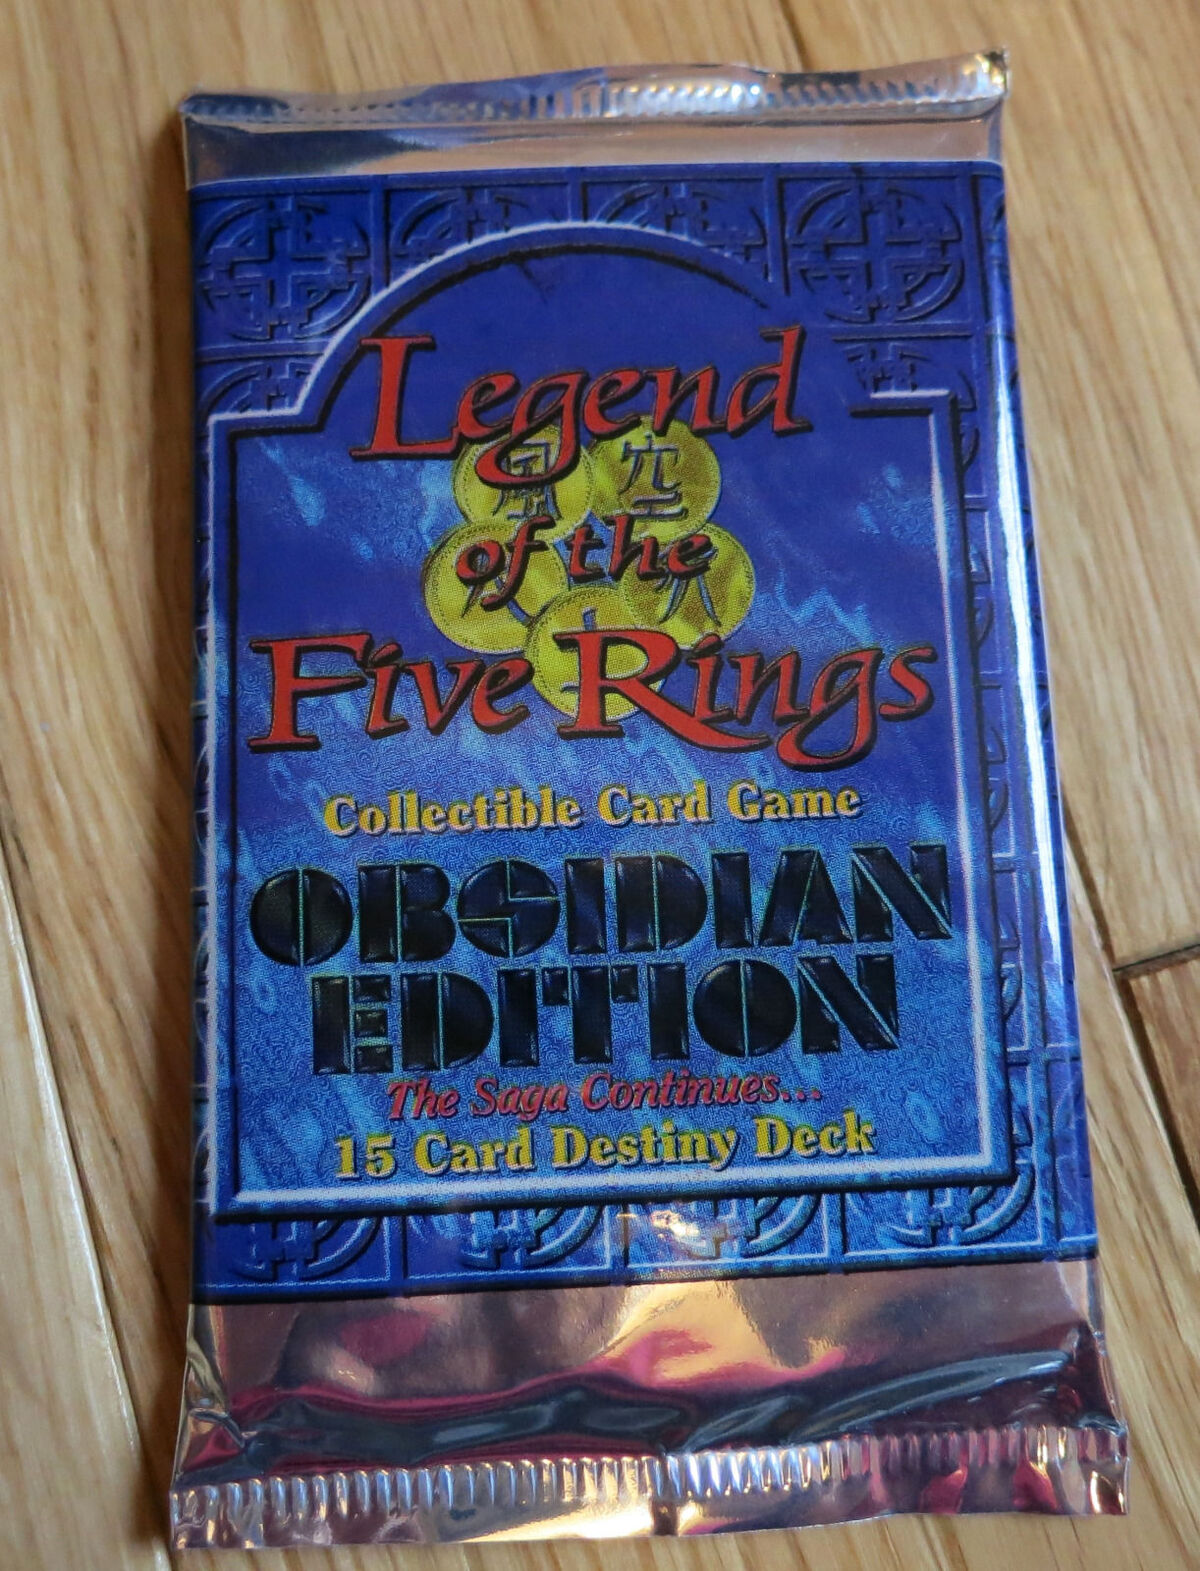 Legend
of the
Five Rings
Collectible Card Game
OBSIDIAN
EDITION
The Saga Continues...
15 Card Destiny Deck